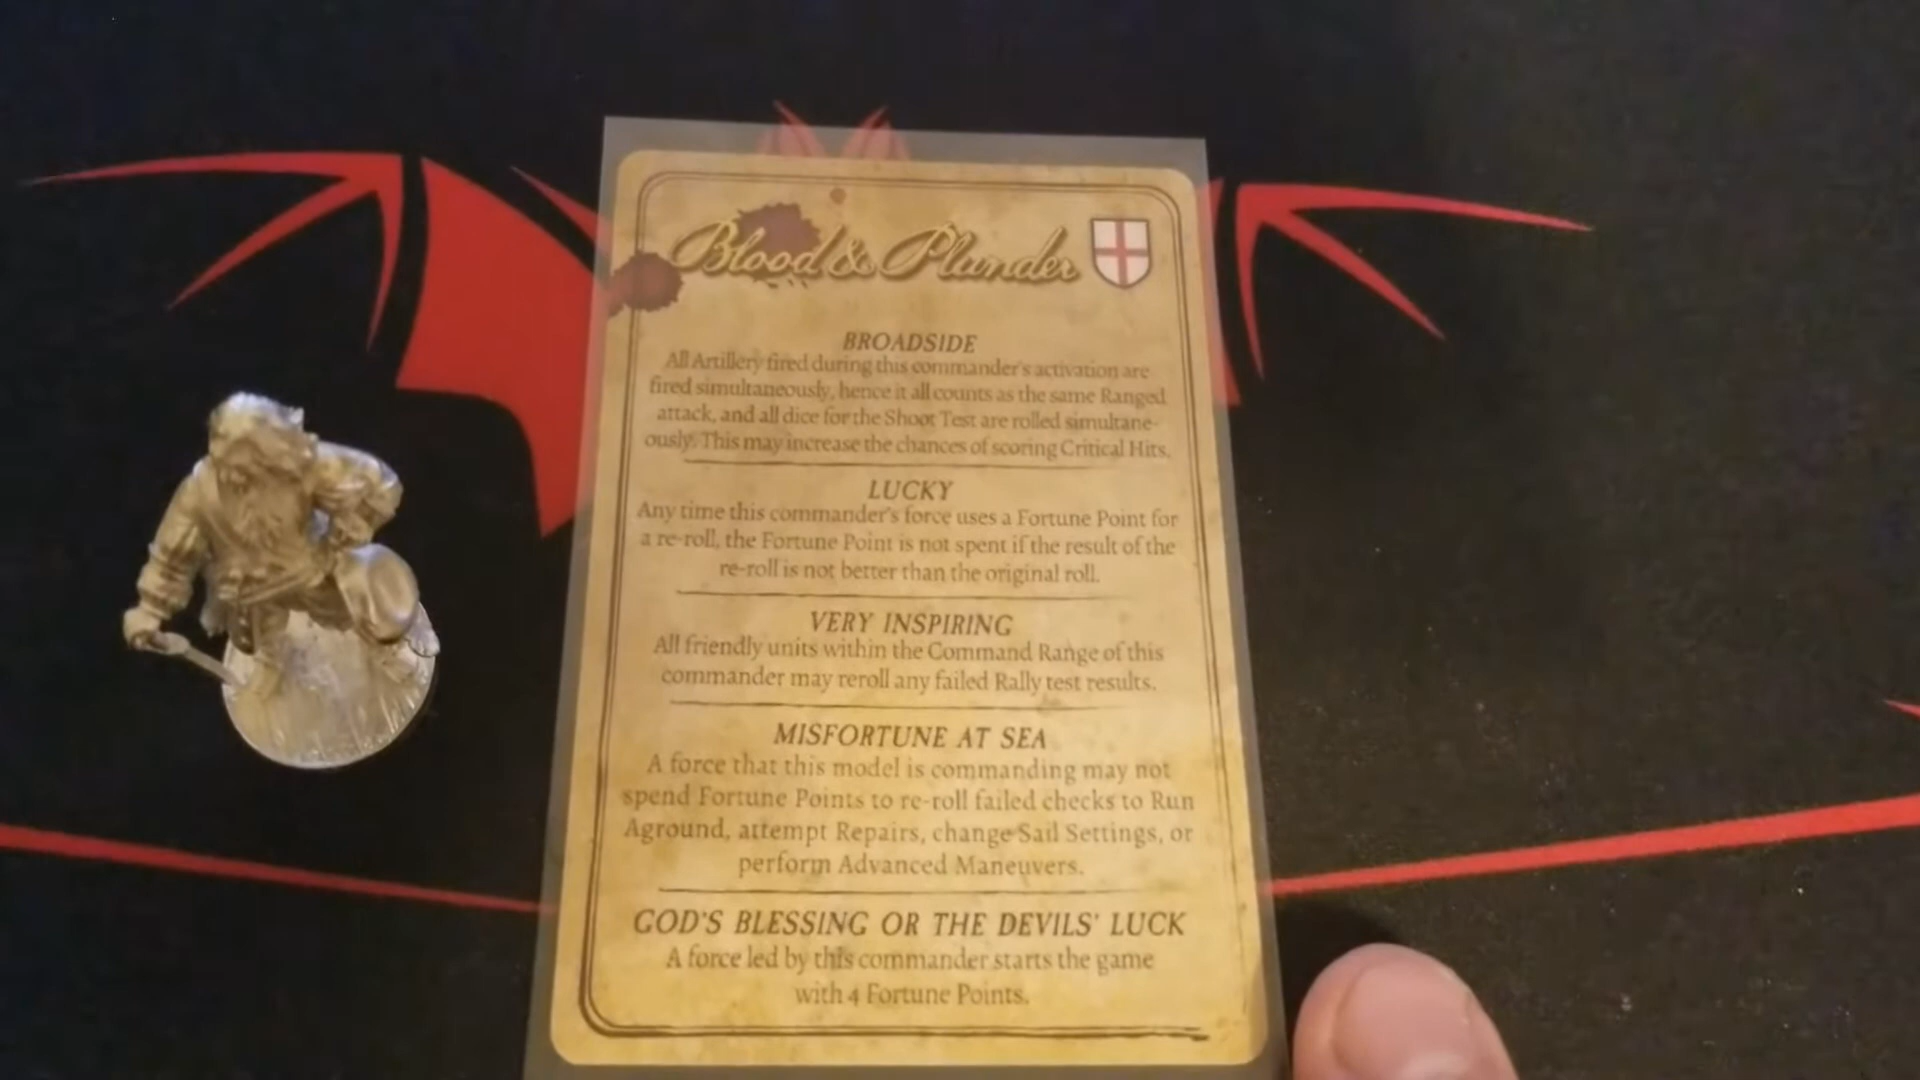 Blood & Plunder
BROADSIDE
All Artillery fired during this commander's activation are
fired simultaneously, hence it all counts as the same Ranged
attack, and all dice for the Shoot Test are rolled simultane-
ously. This may increase the chances of scoring Critical Hits.
LUCKY
Any time this commander's force uses a Fortune Point for
a re-roll, the Fortune Point is not spent if the result of the
re-roll is not better than the original roll.
VERY INSPIRING
All friendly units within the Command Range of this
commander may reroll any failed Rally test results.
MISFORTUNE AT SEA
A force that this model is commanding may not
spend Fortune Points to re-roll failed checks to Run
Aground, attempt Repairs, change Sail Settings, or
perform Advanced Maneuvers.
GOD'S BLESSING OR THE DEVILS' LUCK
A force led by this commander starts the game
with 4 Fortune Points.